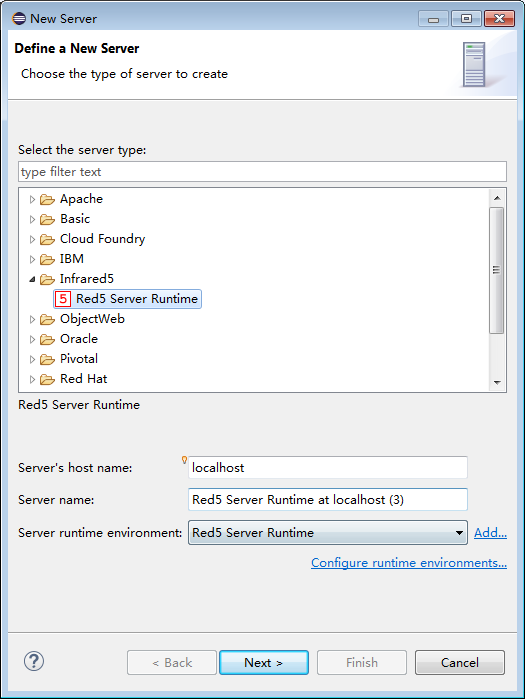 New Server
Define a New Server
Choose the type of server to create
Select the server type:
type filter text
Apache
Basic
Cloud Foundry
IBM
Infrared5
5 Red5 Server Runtime
ObjectWeb
Oracle
Pivotal
Red Hat
Red5 Server Runtime
Server's host name: localhost
Server name: Red5 Server Runtime at localhost (3)
Server runtime environment: Red5 Server Runtime Add...
Configure runtime environments...
? < Back Next > Finish Cancel